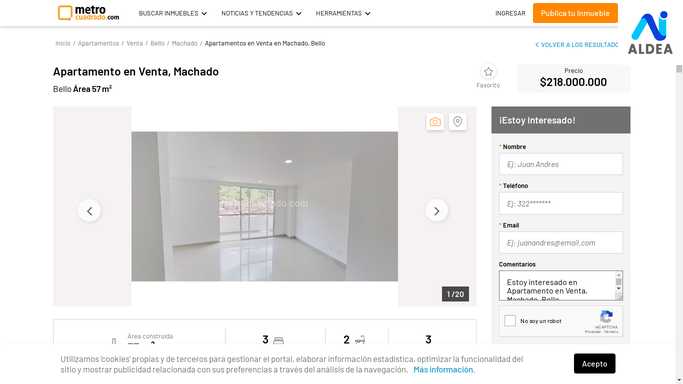 metro
cuadrado.com
BUSCAR INMUEBLES
NOTICIAS Y TENDENCIAS
HERRAMIENTAS
INGRESAR
Publica tu Inmueble
ALDEA
Inicio / Apartamentos / Venta / Bello / Machado / Apartamentos en Venta en Machado, Bello
VOLVER A LOS RESULTADO
Apartamento en Venta, Machado
Bello Área 57 m²
Favorito
Precio
$218.000.000
¡Estoy Interesado!
* Nombre
Ej: Juan Andres
* Teléfono
Ej: 322*******
* Email
Ej: juanandres@email.com
Comentarios
Estoy interesado en
Apartamento en Venta,
Machado, Bello
No soy un robot
reCAPTCHA
Privacidad - Términos
1 /20
Área construida
3
2
3
Utilizamos 'cookies' propias y de terceros para gestionar el portal, elaborar información estadística, optimizar la funcionalidad del
sitio y mostrar publicidad relacionada con sus preferencias a través del análisis de la navegación. Más información.
Acepto